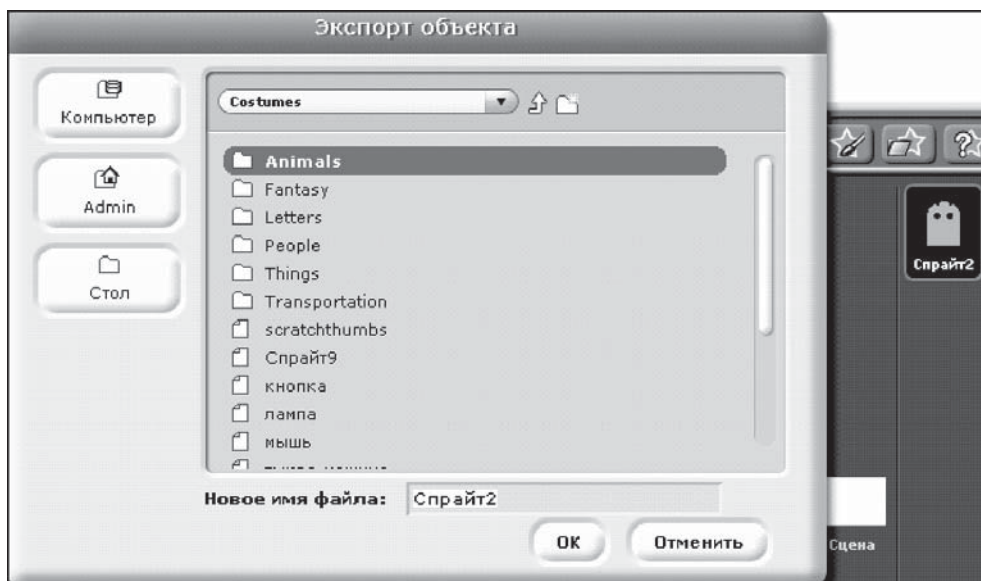 Экспорт объекта
Компьютер
Admin
Стол
Costumes
Animals
Fantasy
Letters
People
Things
Transportation
scratchthumbs
Спрайт9
кнопка
лампа
мышь
Новое имя файла: Спрайт2
OK
Отменить
Спрайт2
Сцена